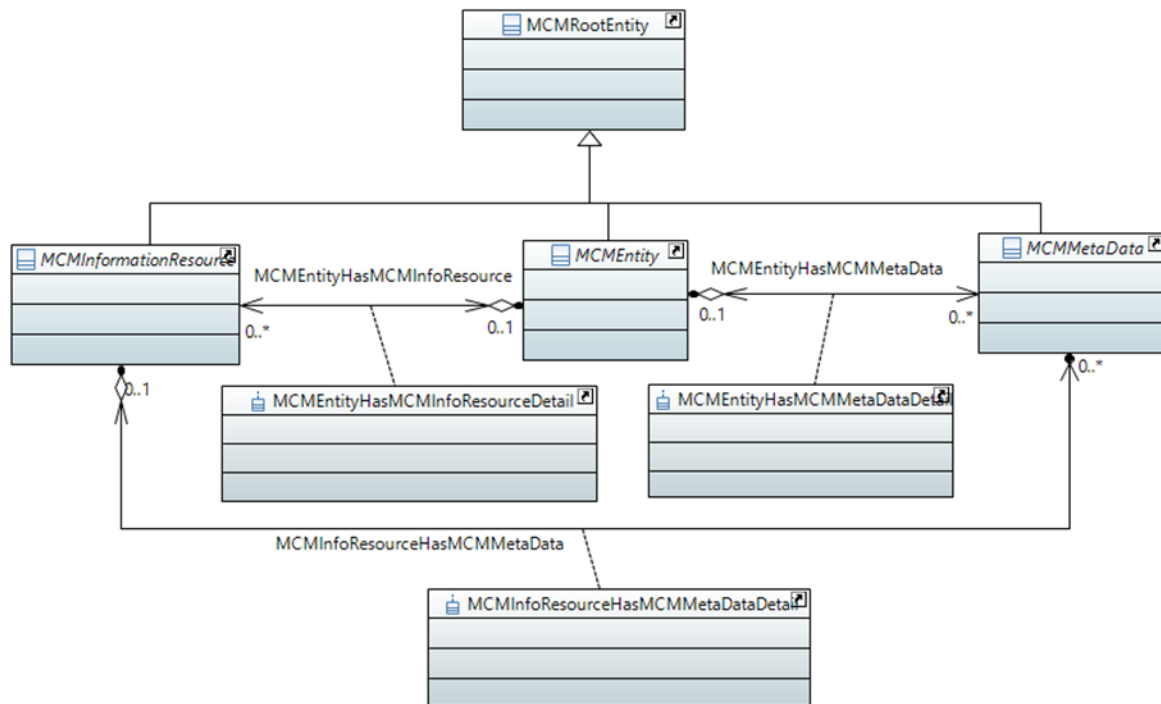 MCMRootEntity
MCMInformationResource
MCMEntityHasMCMInfoResource
MCMEntity
MCMEntityHasMCMMetaData
MCMMetaData
0..*
0..1
0..1
0..*
0..1
0..*
MCMEntityHasMCMInfoResourceDetail
MCMEntityHasMCMMetaDataDetail
MCMInfoResourceHasMCMMetaData
MCMInfoResourceHasMCMMetaDataDetail